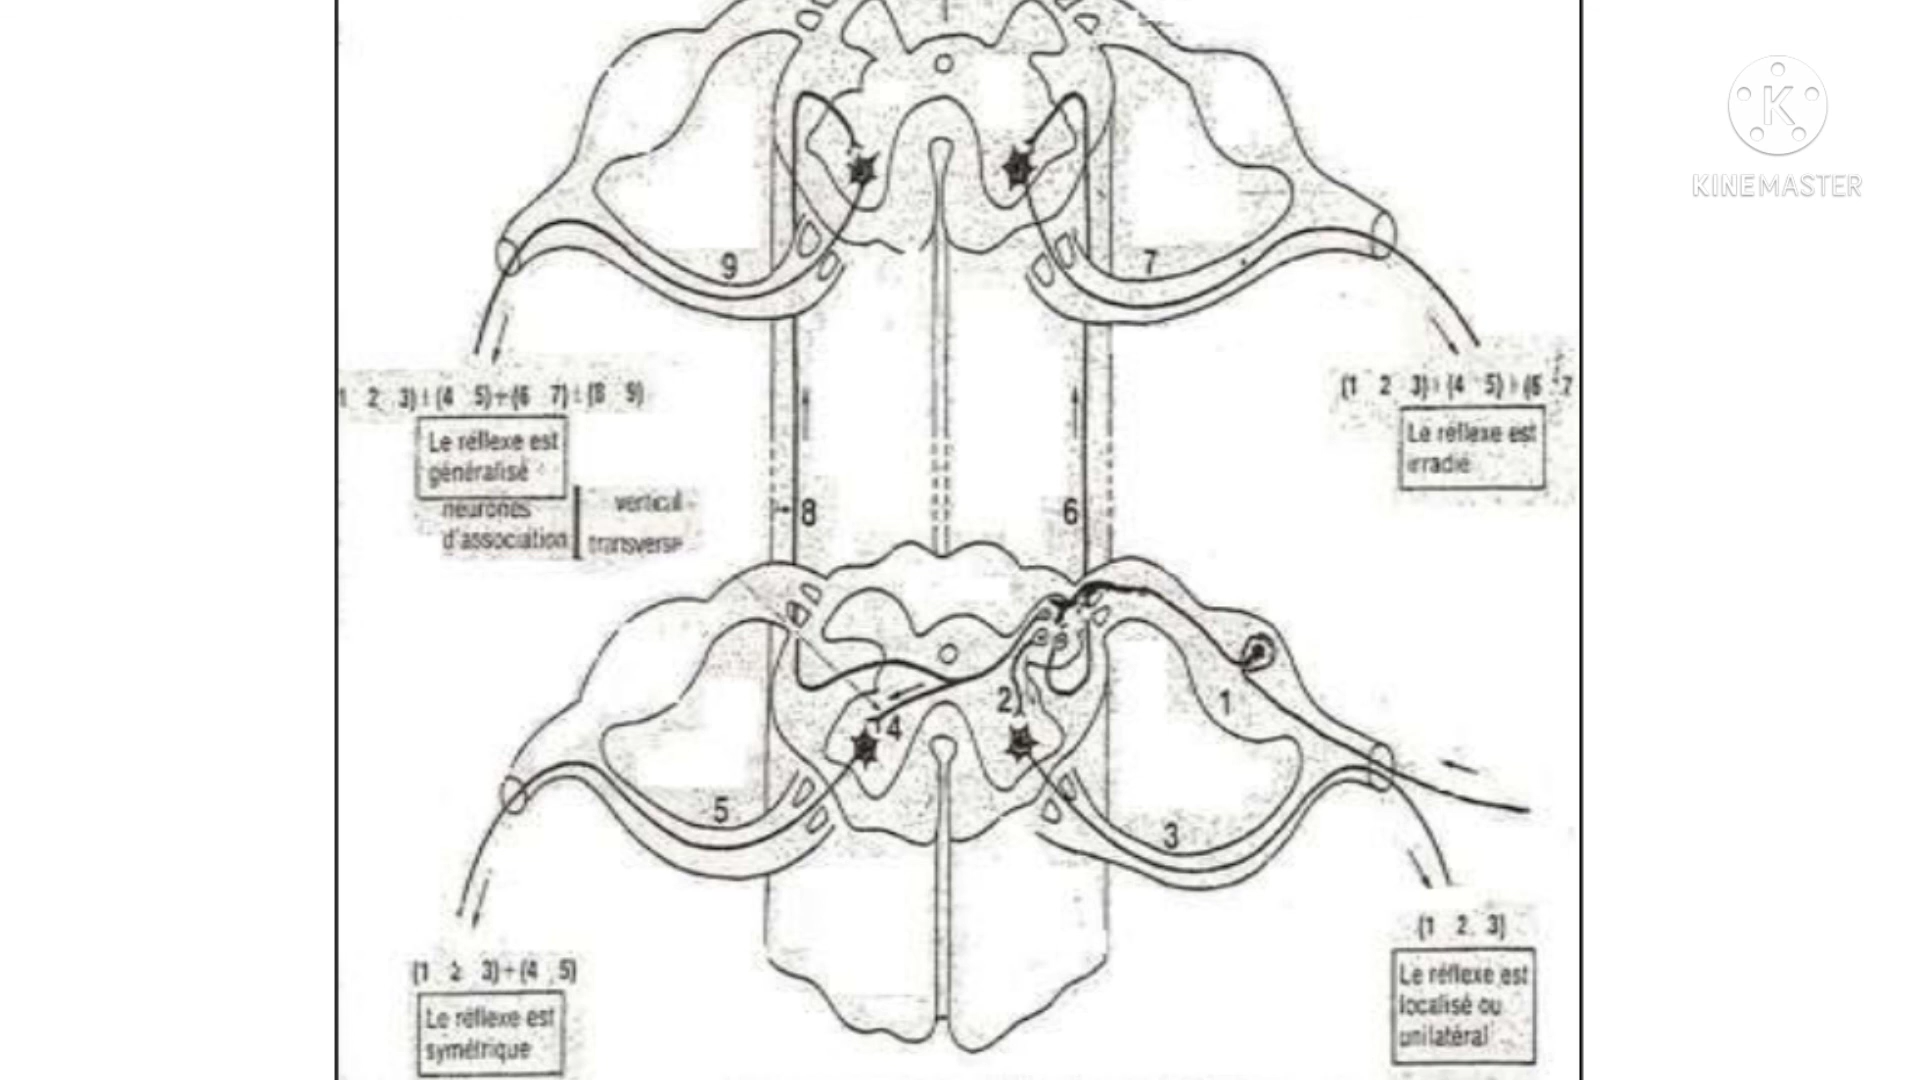 KINEMASTER
9
7
1 2 3)+(4 5)+(6 7)+(8 9)
Le réflexe est
généralisé
neurones
d'association
vertical
transverse
(1 2 3)+(4 5)+(6 7
Le réflexe est
irradié
8
6
2
1
4
5
3
(1 2 3)+(4 5)
Le réflexe est
symétrique
(1 2 3)
Le réflexe est
localisé ou
unilatéral